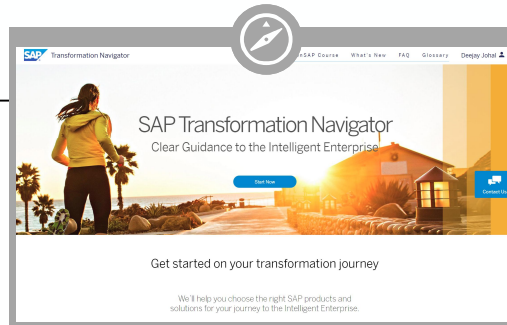 SAP Transformation Navigator
enSAP Course What's New FAQ Glossary Deejay Johal
SAP Transformation Navigator
Clear Guidance to the Intelligent Enterprise
Start Now
Contact Us
Get started on your transformation journey
We'll help you choose the right SAP products and
solutions for your journey to the Intelligent Enterprise.